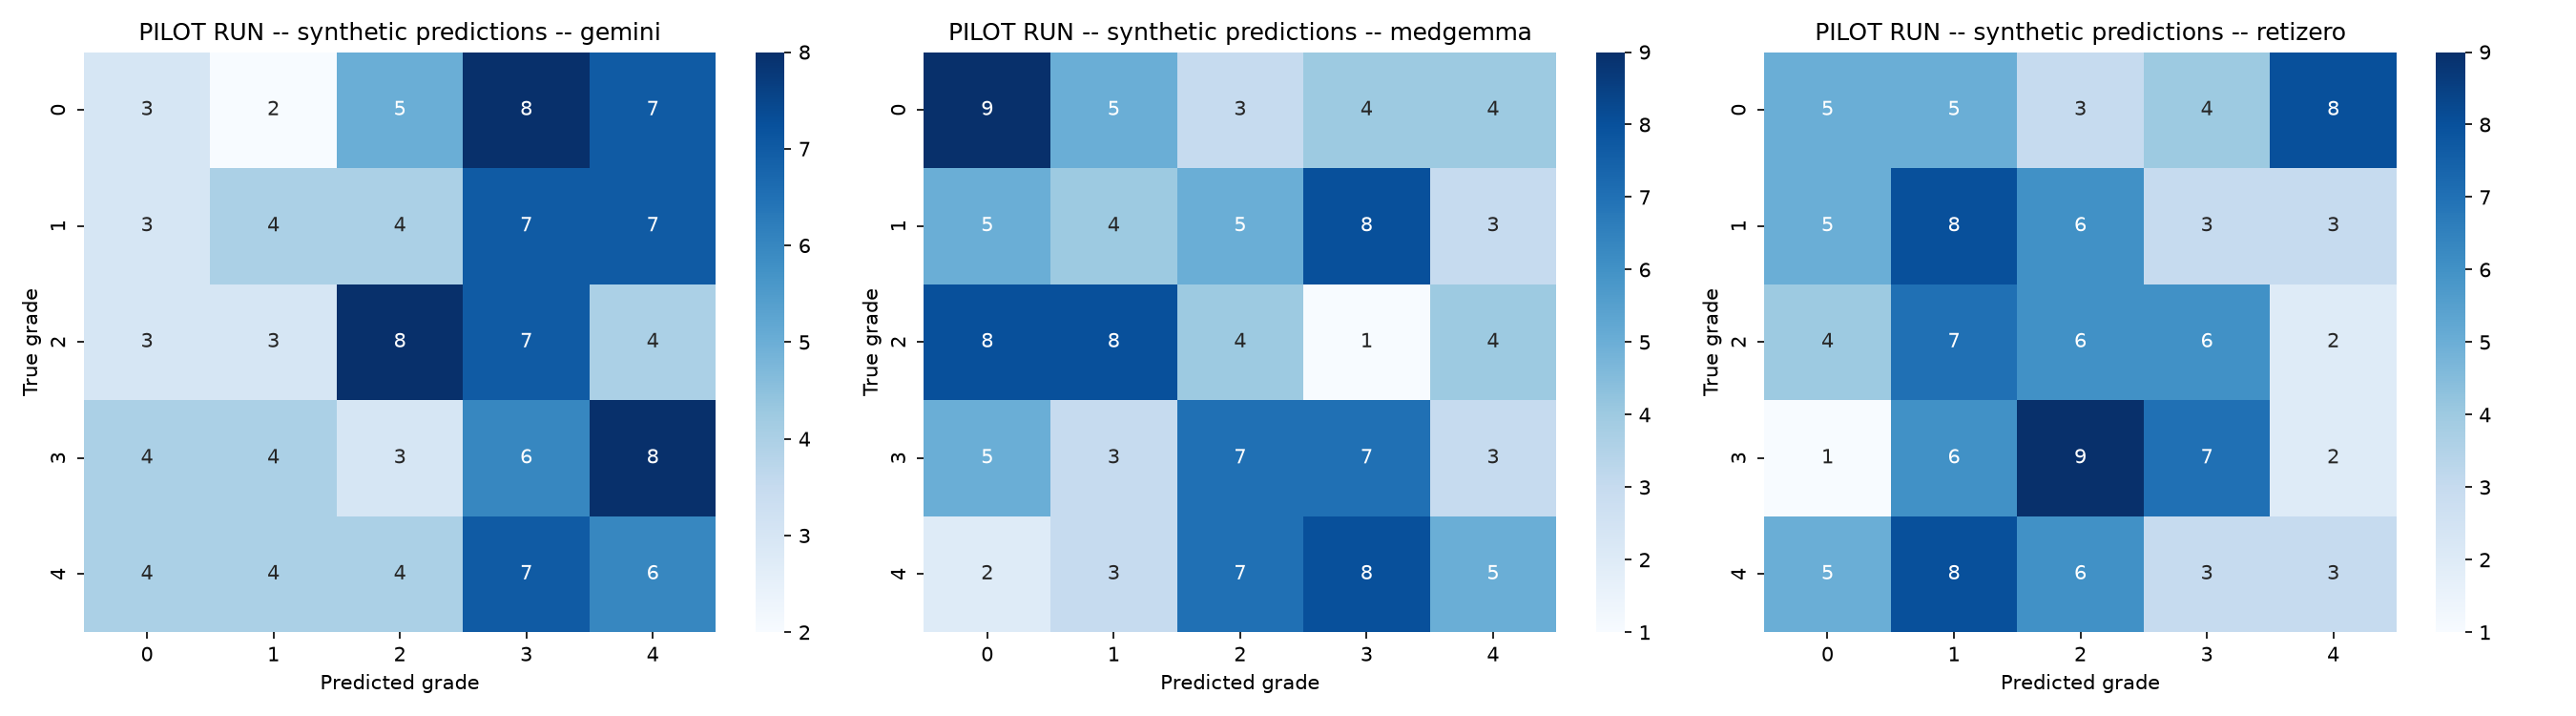 PILOT RUN -- synthetic predictions -- gemini
8
7
6
5
4
3
2
True grade
0 3 2 5 8 7
1 3 4 4 7 7
2 3 3 8 7 4
3 4 4 3 6 8
4 4 4 4 7 6
0 1 2 3 4
Predicted grade
PILOT RUN -- synthetic predictions -- medgemma
9
8
7
6
5
4
3
2
1
True grade
0 9 5 3 4 4
1 5 4 5 8 3
2 8 8 4 1 4
3 5 3 7 7 3
4 2 3 7 8 5
0 1 2 3 4
Predicted grade
PILOT RUN -- synthetic predictions -- retizero
9
8
7
6
5
4
3
2
1
True grade
0 5 5 3 4 8
1 5 8 6 3 3
2 4 7 6 6 2
3 1 6 9 7 2
4 5 8 6 3 3
0 1 2 3 4
Predicted grade